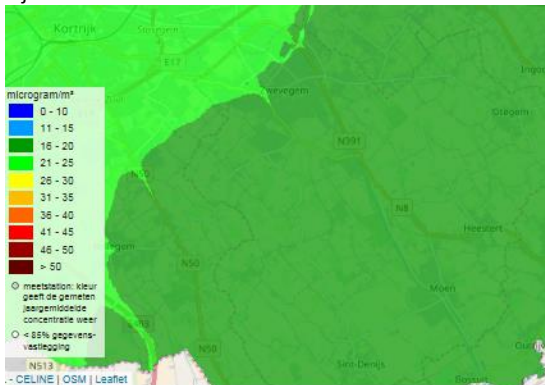 Kortrijk
E17
microgram/m³
0 - 10
11 - 15
16 - 20
21 - 25
26 - 30
31 - 35
36 - 40
41 - 45
46 - 50
> 50
meetstation: kleur
geeft de gemeten
jaargemiddelde
concentratie weer
< 85% gegevens-
vastlegging
Zwevegem
Otegem
N391
N50
N8
Heestert
N50
Moen
E403
N50
Sint-Denijs
N513
- CELINE | OSM | Leaflet